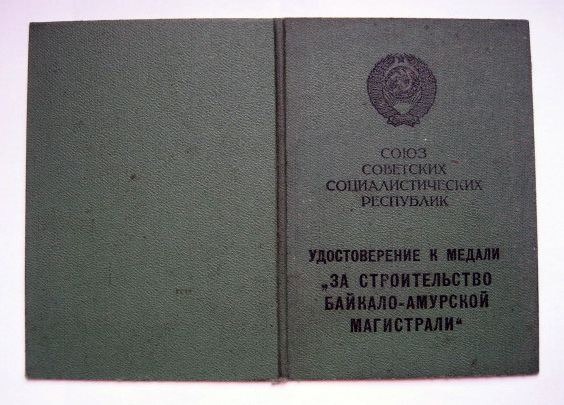 СОЮЗ
СОВЕТСКИХ
СОЦИАЛИСТИЧЕСКИХ
РЕСПУБЛИК
УДОСТОВЕРЕНИЕ К МЕДАЛИ
„ЗА СТРОИТЕЛЬСТВО
БАЙКАЛО-АМУРСКОЙ
МАГИСТРАЛИ“